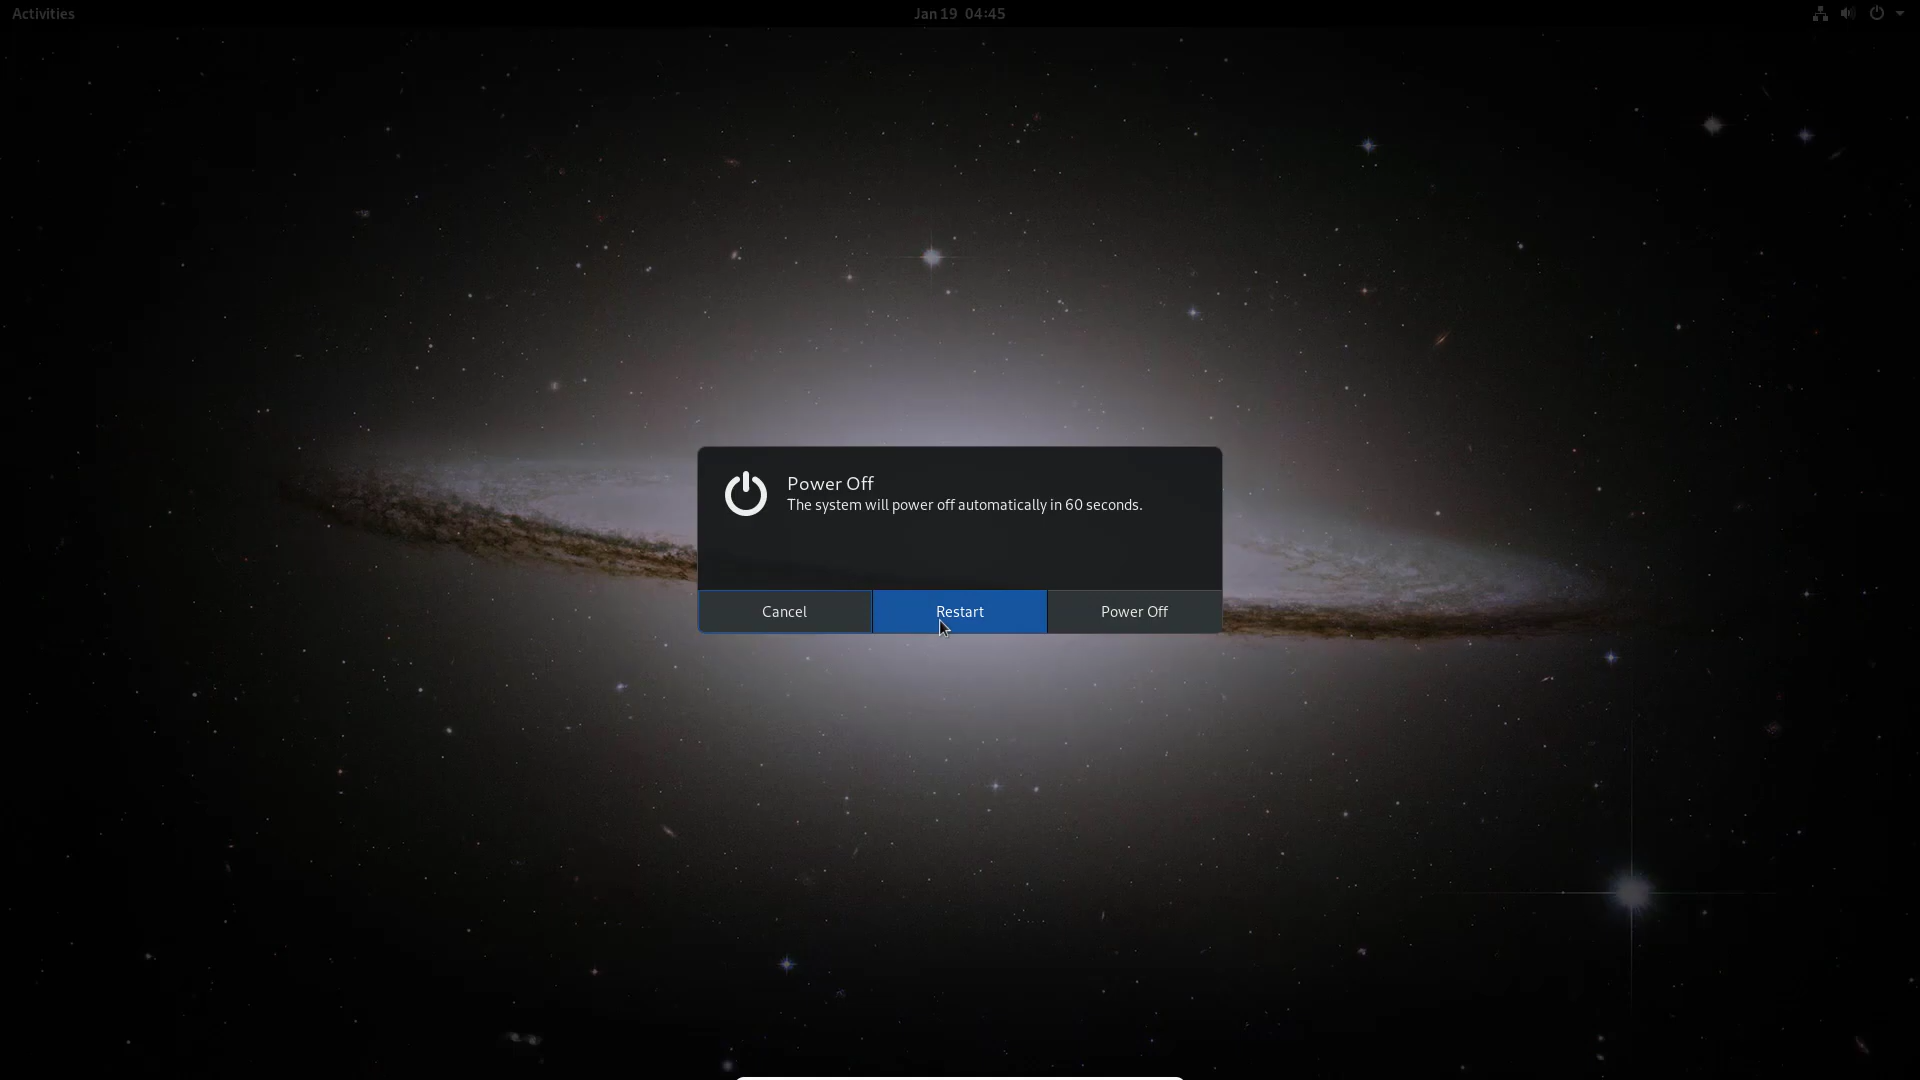 Activities
Jan 19 04:45
Power Off
The system will power off automatically in 60 seconds.
Cancel
Restart
Power Off